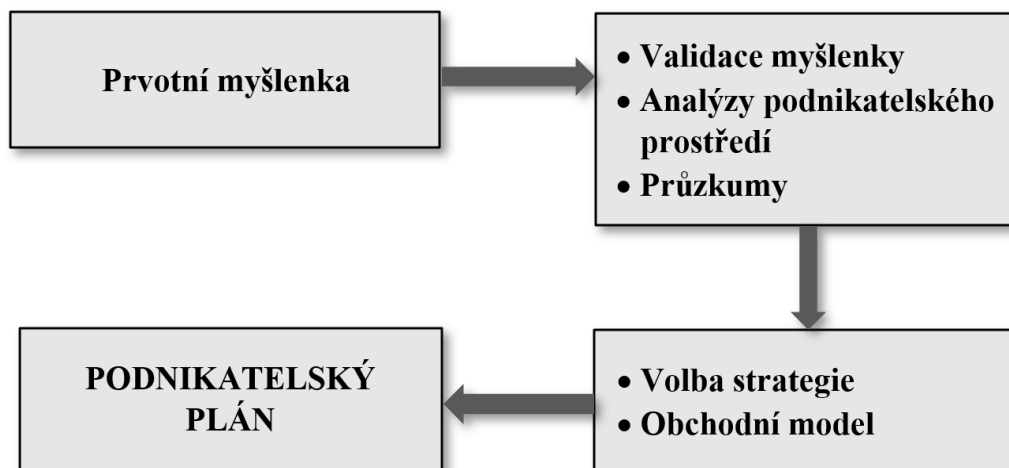 Prvotní myšlenka
• Validace myšlenky
• Analýzy podnikatelského
prostředí
• Průzkumy
• Volba strategie
• Obchodní model
PODNIKATELSKÝ
PLÁN